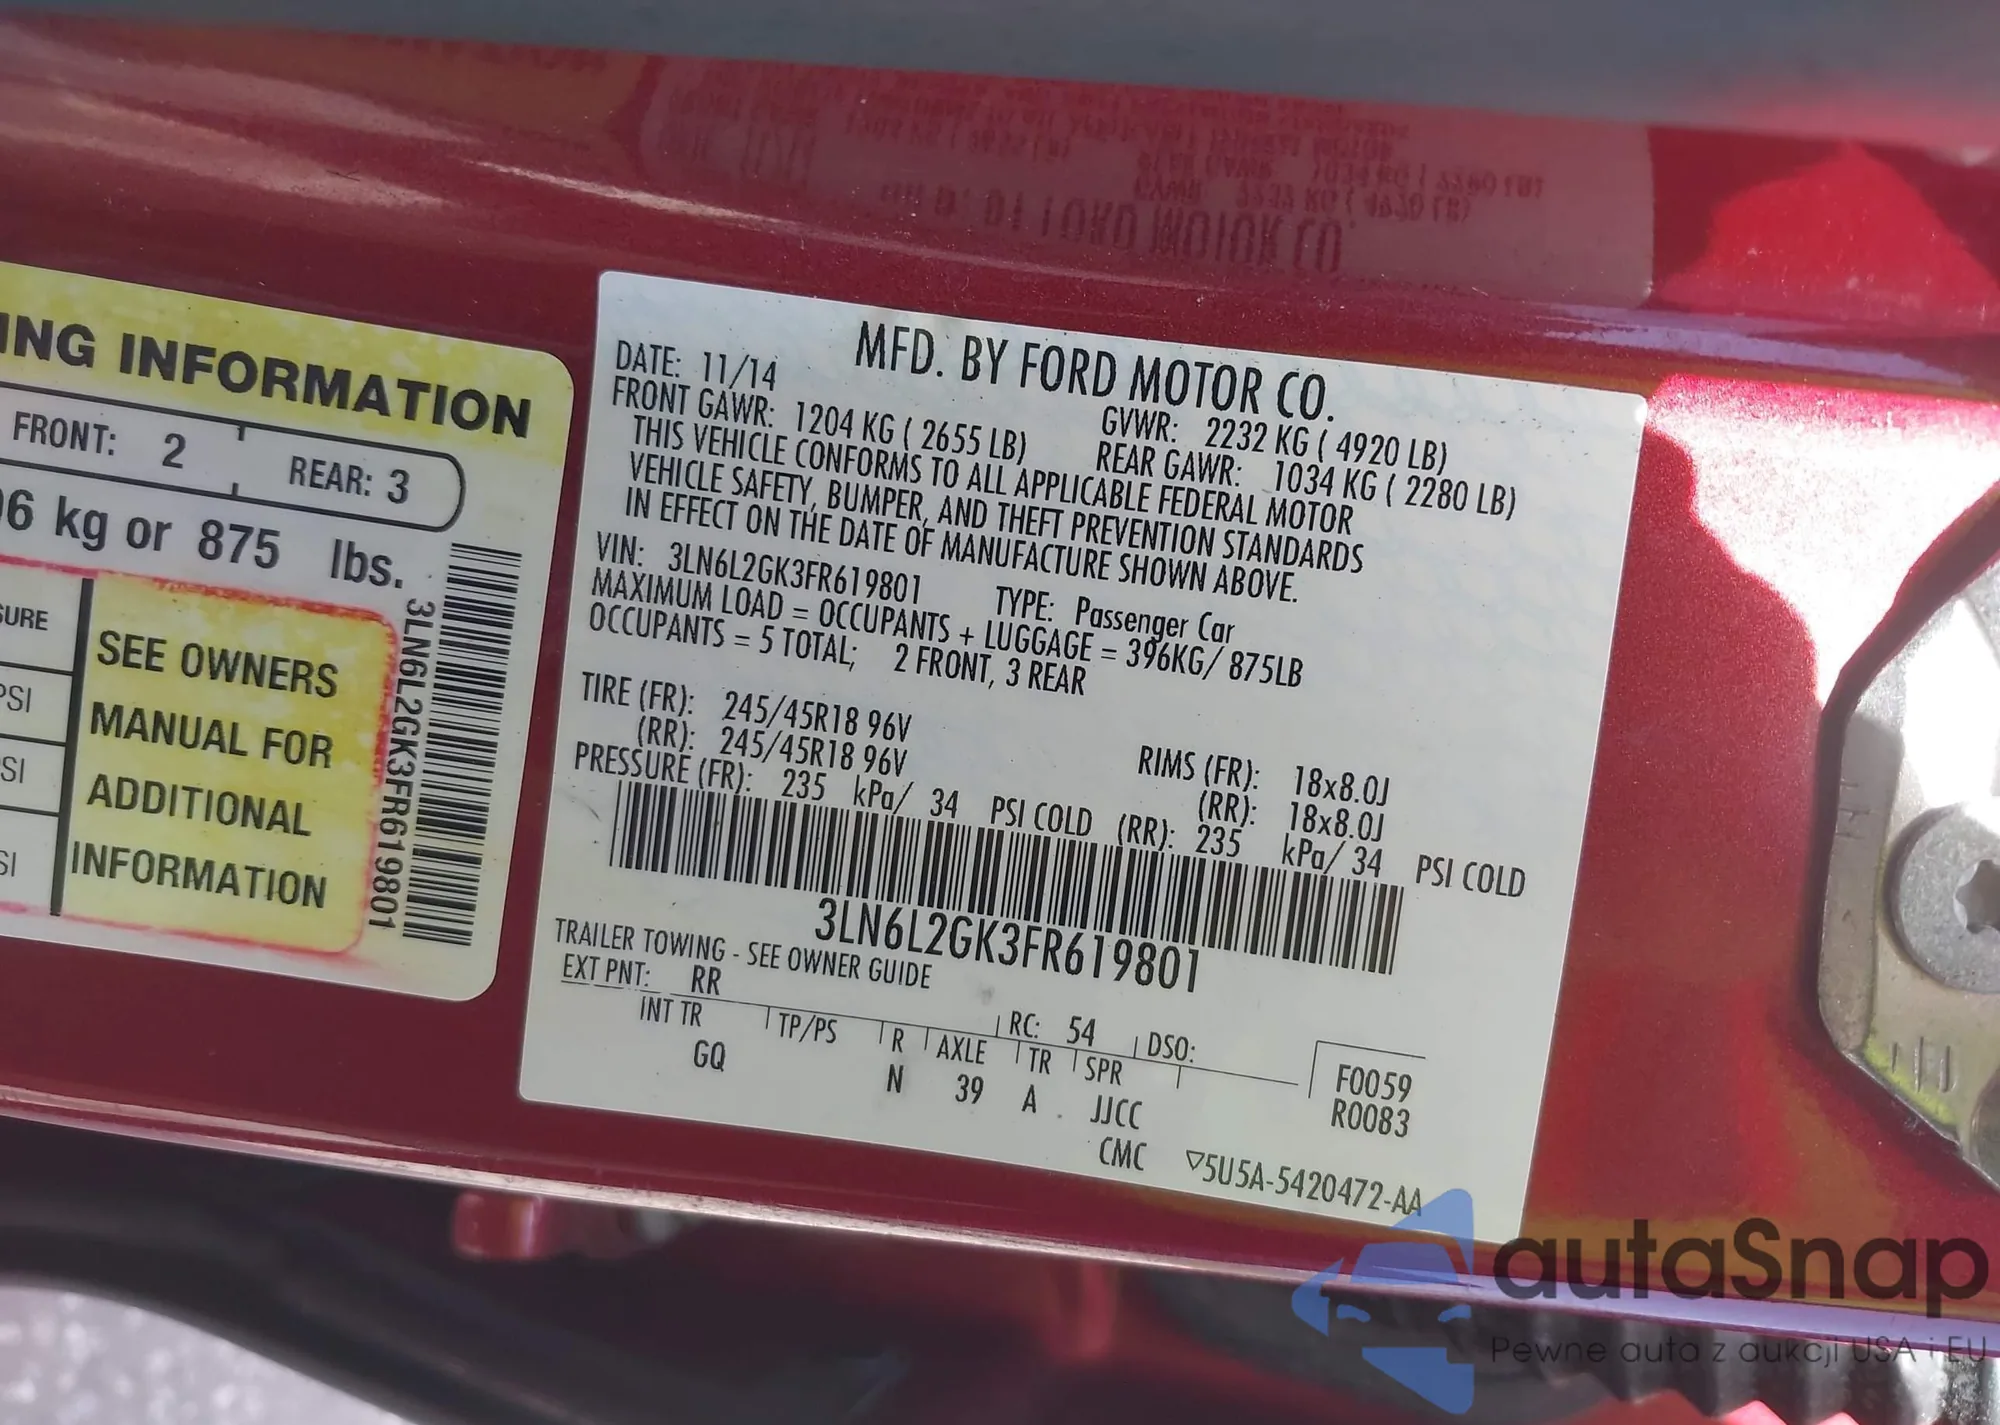 ING INFORMATION
FRONT: 2 REAR: 3
96 kg or 875 lbs.
SURE
PSI
SI
SI
SEE OWNERS
MANUAL FOR
ADDITIONAL
INFORMATION
3LN6L2GK3FR619801
MFD. BY FORD MOTOR CO.
DATE: 11/14 GVWR: 2232 KG ( 4920 LB)
FRONT GAWR: 1204 KG ( 2655 LB) REAR GAWR: 1034 KG ( 2280 LB)
THIS VEHICLE CONFORMS TO ALL APPLICABLE FEDERAL MOTOR
VEHICLE SAFETY, BUMPER, AND THEFT PREVENTION STANDARDS
IN EFFECT ON THE DATE OF MANUFACTURE SHOWN ABOVE.
VIN: 3LN6L2GK3FR619801 TYPE: Passenger Car
MAXIMUM LOAD = OCCUPANTS + LUGGAGE = 396KG/ 875LB
OCCUPANTS = 5 TOTAL; 2 FRONT, 3 REAR
TIRE (FR): 245/45R18 96V RIMS (FR): 18x8.0J
(RR): 245/45R18 96V (RR): 18x8.0J
PRESSURE (FR): 235 kPa/ 34 PSI COLD (RR): 235 kPa/ 34 PSI COLD
3LN6L2GK3FR619801
TRAILER TOWING - SEE OWNER GUIDE
EXT PNT: RR RC: 54 DSO:
INT TR TP/PS R AXLE TR SPR F0059
GQ N 39 A . JJCC R0083
CMC ▽5U5A-5420472-AA
autaSnap
Pewne auta z aukcji USA i EU